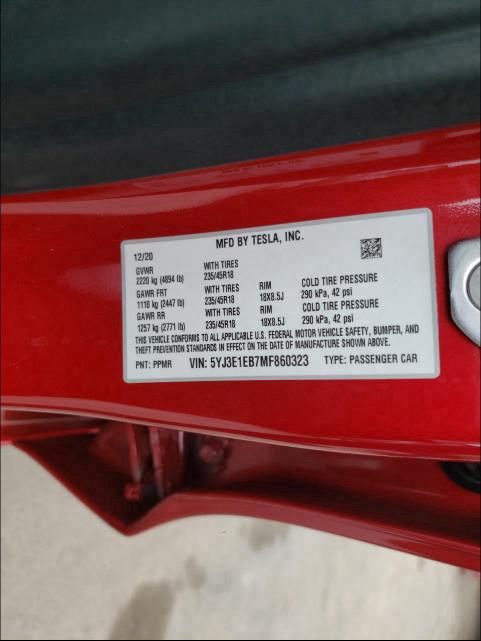 MFD BY TESLA, INC.
12/20
GVWR WITH TIRES
2220 kg (4894 lb) 235/45R18
GAWR FRT WITH TIRES RIM COLD TIRE PRESSURE
1110 kg (2447 lb) 235/45R18 18X8.5J 290 kPa, 42 psi
GAWR RR WITH TIRES RIM COLD TIRE PRESSURE
1257 kg (2771 lb) 235/45R18 18X8.5J 290 kPa, 42 psi
THIS VEHICLE CONFORMS TO ALL APPLICABLE U.S. FEDERAL MOTOR VEHICLE SAFETY, BUMPER, AND
THEFT PREVENTION STANDARDS IN EFFECT ON THE DATE OF MANUFACTURE SHOWN ABOVE.
PNT: PPMR VIN: 5YJ3E1EB7MF860323 TYPE: PASSENGER CAR